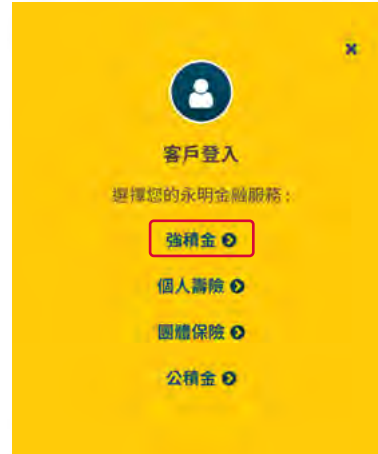 客戶登入
選擇您的永明金融服務：
強積金
個人壽險
團體保險
公積金